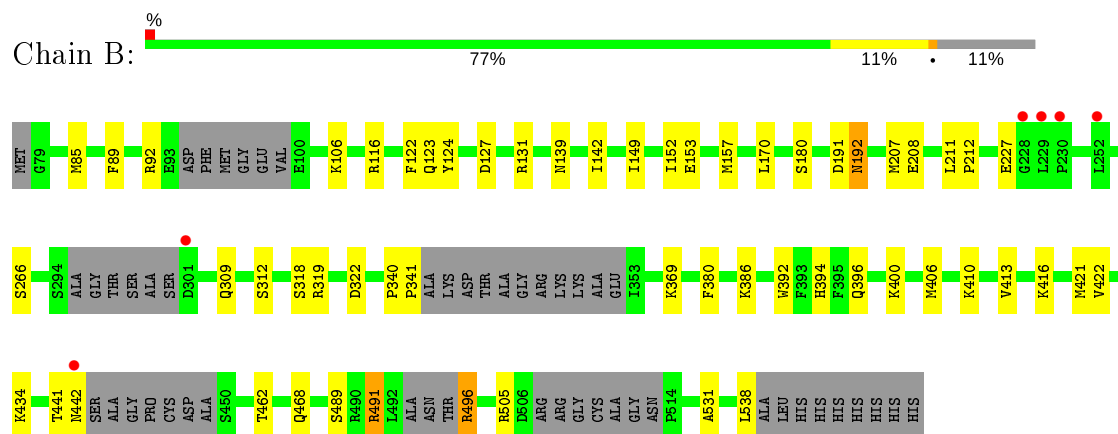 %
Chain B:
77% 11% • 11%
MET G79 M85 F89 R92 E93 ASP PHE MET GLY GLU VAL E100 K106 R116 F122 Q123 Y124 D127 R131 N139 I142 I149 I152 E153 M157 L170 S180 D191 N192 M207 E208 L211 P212 E227 G228 L229 P230 L252
S266 S294 ALA GLY THR SER ALA SER D301 Q309 S312 S318 R319 D322 P340 P341 ALA LYS ASP THR ALA GLY ARG LYS LYS ALA GLU I353 K369 F380 K386 W392 F393 H394 F395 Q396 K400 M406 K410 V413 K416 M421 V422
K434 T441 N442 SER ALA GLY PRO CYS ASP ALA S450 T462 Q468 S489 R490 R491 L492 ALA ASN THR R496 R505 D506 ARG ARG GLY CYS ALA GLY ASN P514 A531 L538 ALA LEU HIS HIS HIS HIS HIS HIS HIS